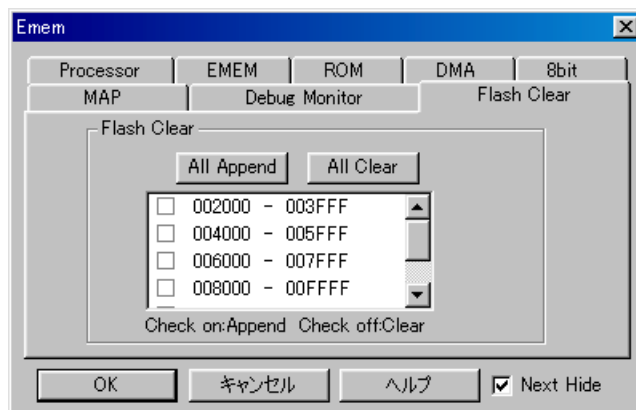 Emem
Processor EMEM ROM DMA 8bit
MAP Debug Monitor Flash Clear
Flash Clear
All Append All Clear
002000 - 003FFF
004000 - 005FFF
006000 - 007FFF
008000 - 00FFFF
Check on:Append Check off:Clear
OK キャンセル ヘルプ Next Hide